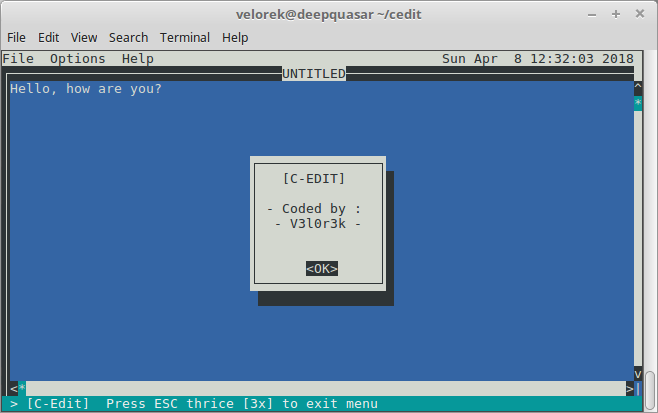 velorek@deepquasar ~/cedit
File Edit View Search Terminal Help
File Options Help Sun Apr 8 12:32:03 2018
UNTITLED
Hello, how are you?
^
*
[C-EDIT]
- Coded by :
- V3l0r3k -
<OK>
v
<* >|
> [C-Edit] Press ESC thrice [3x] to exit menu